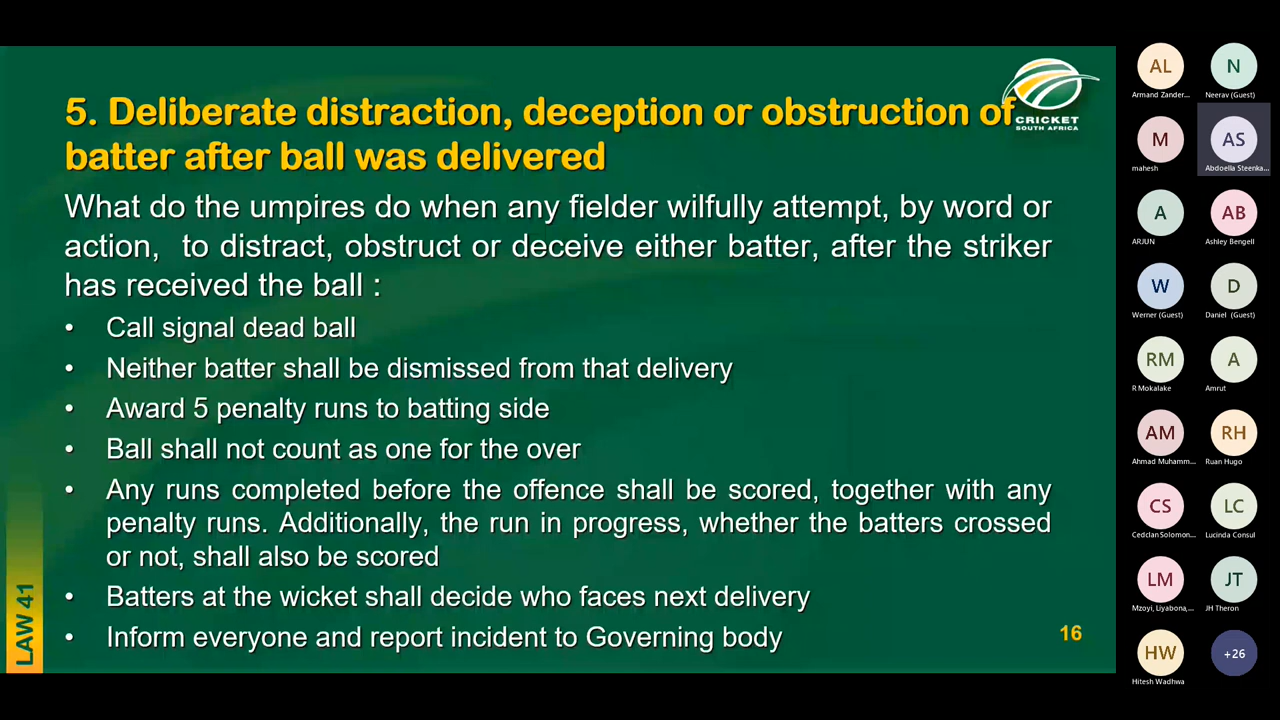 5. Deliberate distraction, deception or obstruction of
batter after ball was delivered
CRICKET
SOUTH AFRICA
What do the umpires do when any fielder wilfully attempt, by word or
action, to distract, obstruct or deceive either batter, after the striker
has received the ball :
• Call signal dead ball
• Neither batter shall be dismissed from that delivery
• Award 5 penalty runs to batting side
• Ball shall not count as one for the over
• Any runs completed before the offence shall be scored, together with any
penalty runs. Additionally, the run in progress, whether the batters crossed
or not, shall also be scored
• Batters at the wicket shall decide who faces next delivery
• Inform everyone and report incident to Governing body
LAW 41
16
AL
Armand Zander...
N
Neerav (Guest)
M
mahesh
AS
Abdoella Steenka...
A
ARJUN
AB
Ashley Bengell
W
Werner (Guest)
D
Daniel (Guest)
RM
R Mokalake
A
Amrut
AM
Ahmad Muhamm...
RH
Ruan Hugo
CS
Cedclan Solomon...
LC
Lucinda Consul
LM
Mzoyi, Liyabona,...
JT
JH Theron
HW
Hitesh Wadhwa
+26